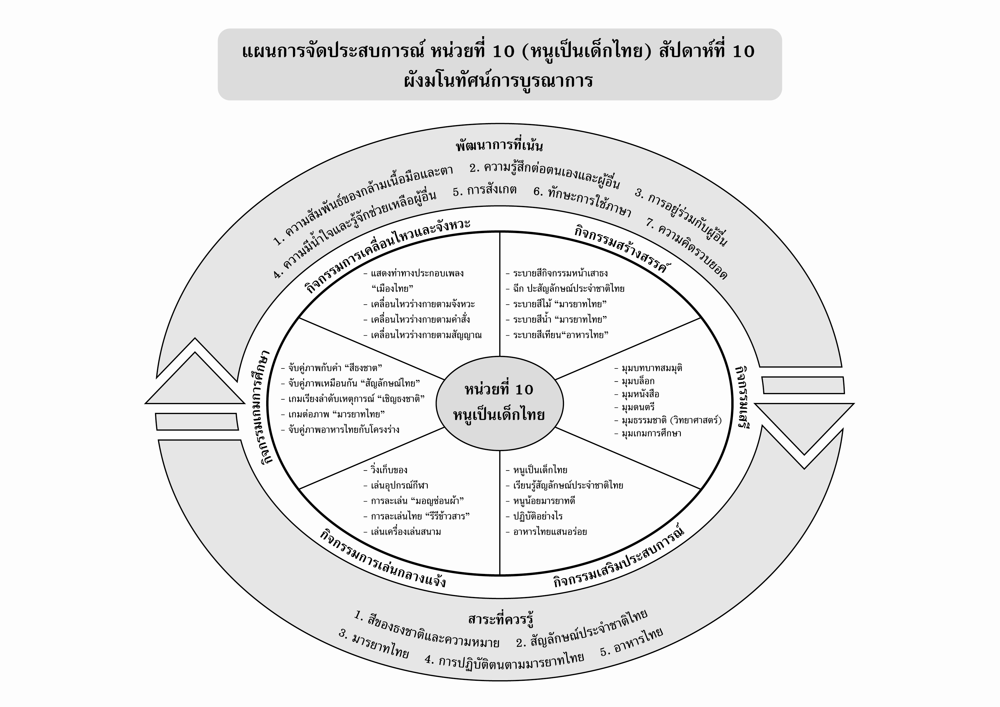 แผนการจัดประสบการณ์ หน่วยที่ 10 (หนูเป็นเด็กไทย) สัปดาห์ที่ 10
ผังมโนทัศน์การบูรณาการ
พัฒนาการที่เน้น
1. ความสัมพันธ์ของกล้ามเนื้อมือและตา 2. ความรู้สึกต่อตนเองและผู้อื่น 3. การอยู่ร่วมกับผู้อื่น
4. ความมีน้ำใจและรู้จักช่วยเหลือผู้อื่น 5. การสังเกต 6. ทักษะการใช้ภาษา 7. ความคิดรวบยอด
กิจกรรมการเคลื่อนไหวและจังหวะ
- แสดงท่าทางประกอบเพลง
“เมืองไทย”
- เคลื่อนไหวร่างกายตามจังหวะ
- เคลื่อนไหวร่างกายตามคำสั่ง
- เคลื่อนไหวร่างกายตามสัญญาณ
กิจกรรมสร้างสรรค์
- ระบายสีกิจกรรมหน้าเสาธง
- ฉีก ปะสัญลักษณ์ประจำชาติไทย
- ระบายสีไม้ “มารยาทไทย”
- ระบายสีน้ำ “มารยาทไทย”
- ระบายสีเทียน“อาหารไทย”
กิจกรรมเกมการศึกษา
- จับคู่ภาพกับคำ “สีธงชาต”
- จับคู่ภาพเหมือนกัน “สัญลักษณ์ไทย”
- เกมเรียงลำดับเหตุการณ์ “เชิญธงชาติ”
- เกมต่อภาพ “มารยาทไทย”
- จับคู่ภาพอาหารไทยกับโครงร่าง
หน่วยที่ 10
หนูเป็นเด็กไทย
กิจกรรมเสรี
- มุมบทบาทสมมุติ
- มุมบล็อก
- มุมหนังสือ
- มุมดนตรี
- มุมธรรมชาติ (วิทยาศาสตร์)
- มุมเกมการศึกษา
- วิ่งเก็บของ
- เล่นอุปกรณ์กีฬา
- การละเล่น “มอญซ่อนผ้า”
- การละเล่นไทย “รีรีข้าวสาร”
- เล่นเครื่องเล่นสนาม
กิจกรรมการเล่นกลางแจ้ง
- หนูเป็นเด็กไทย
- เรียนรู้สัญลักษณ์ประจำชาติไทย
- หนูน้อยมารยาทดี
- ปฏิบัติอย่างไร
- อาหารไทยแสนอร่อย
กิจกรรมเสริมประสบการณ์
สาระที่ควรรู้
1. สีของธงชาติและความหมาย 2. สัญลักษณ์ประจำชาติไทย
3. มารยาทไทย 4. การปฏิบัติตนตามมารยาทไทย 5. อาหารไทย